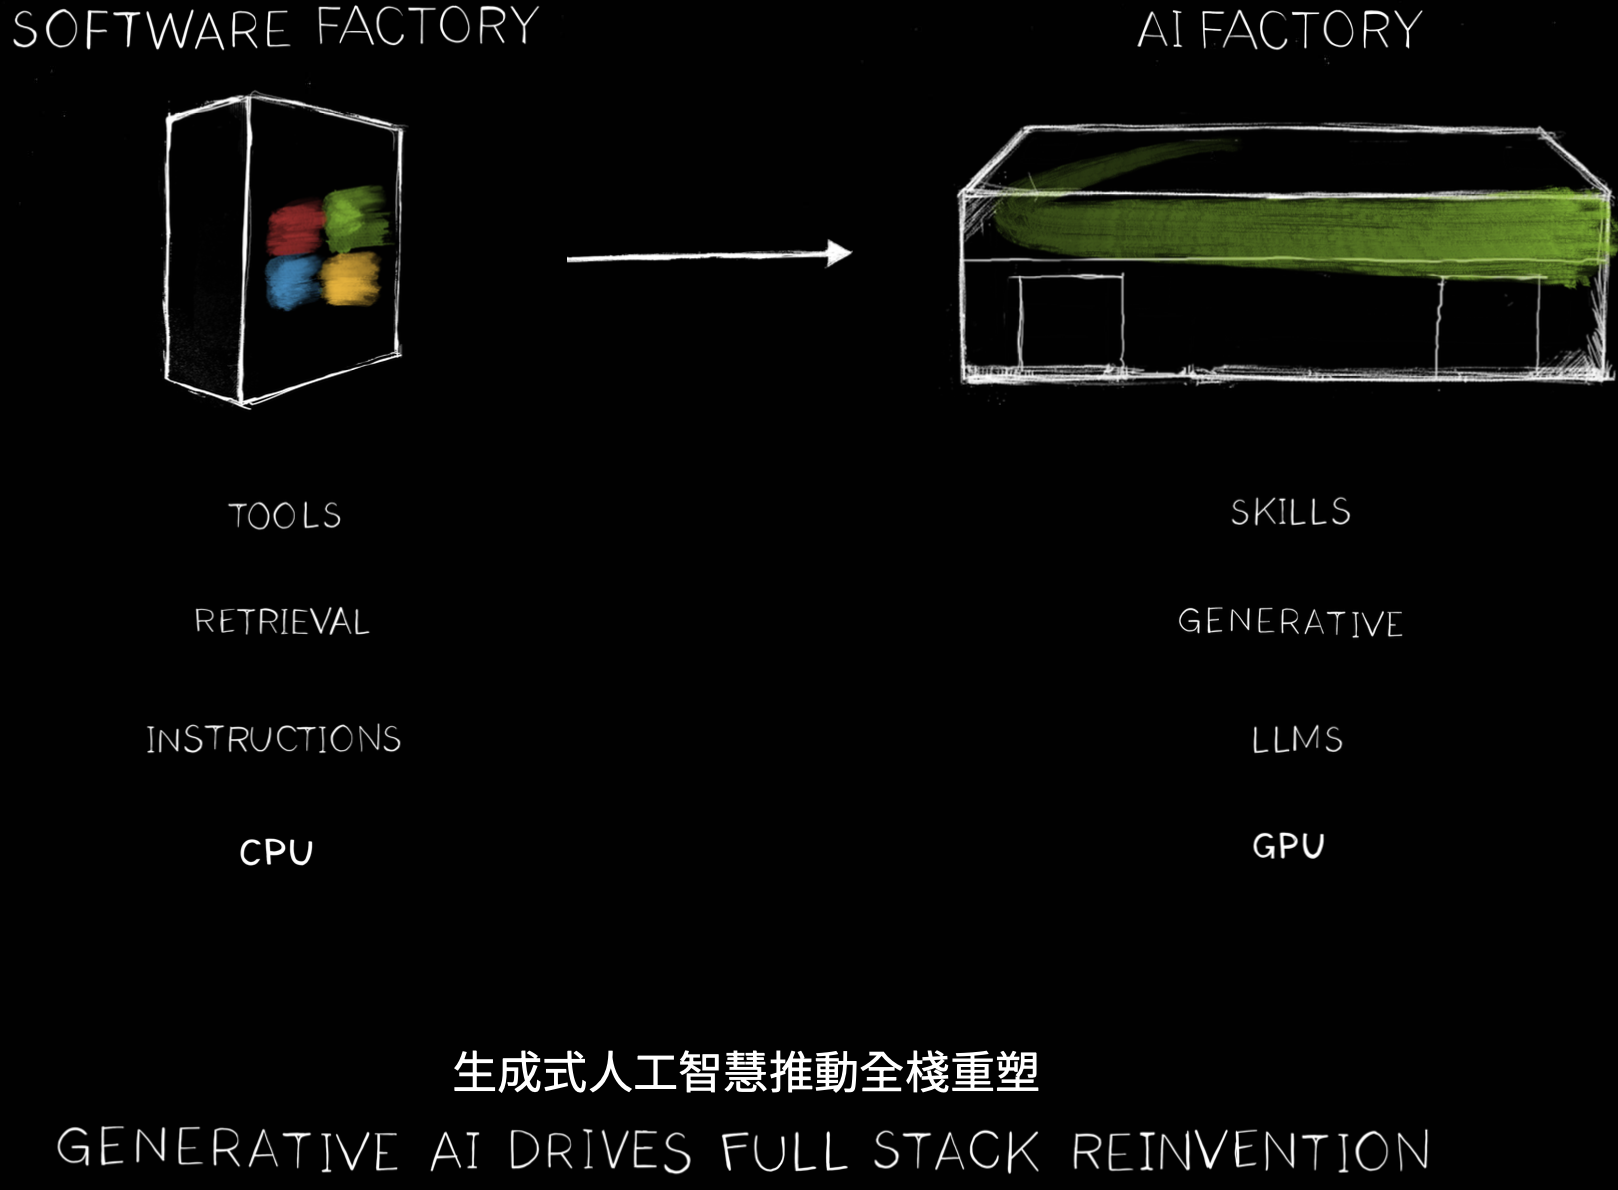 SOFTWARE FACTORY
AI FACTORY
TOOLS
SKILLS
RETRIEVAL
GENERATIVE
INSTRUCTIONS
LLMS
CPU
GPU
生成式人工智慧推動全棧重塑
GENERATIVE AI DRIVES FULL STACK REINVENTION